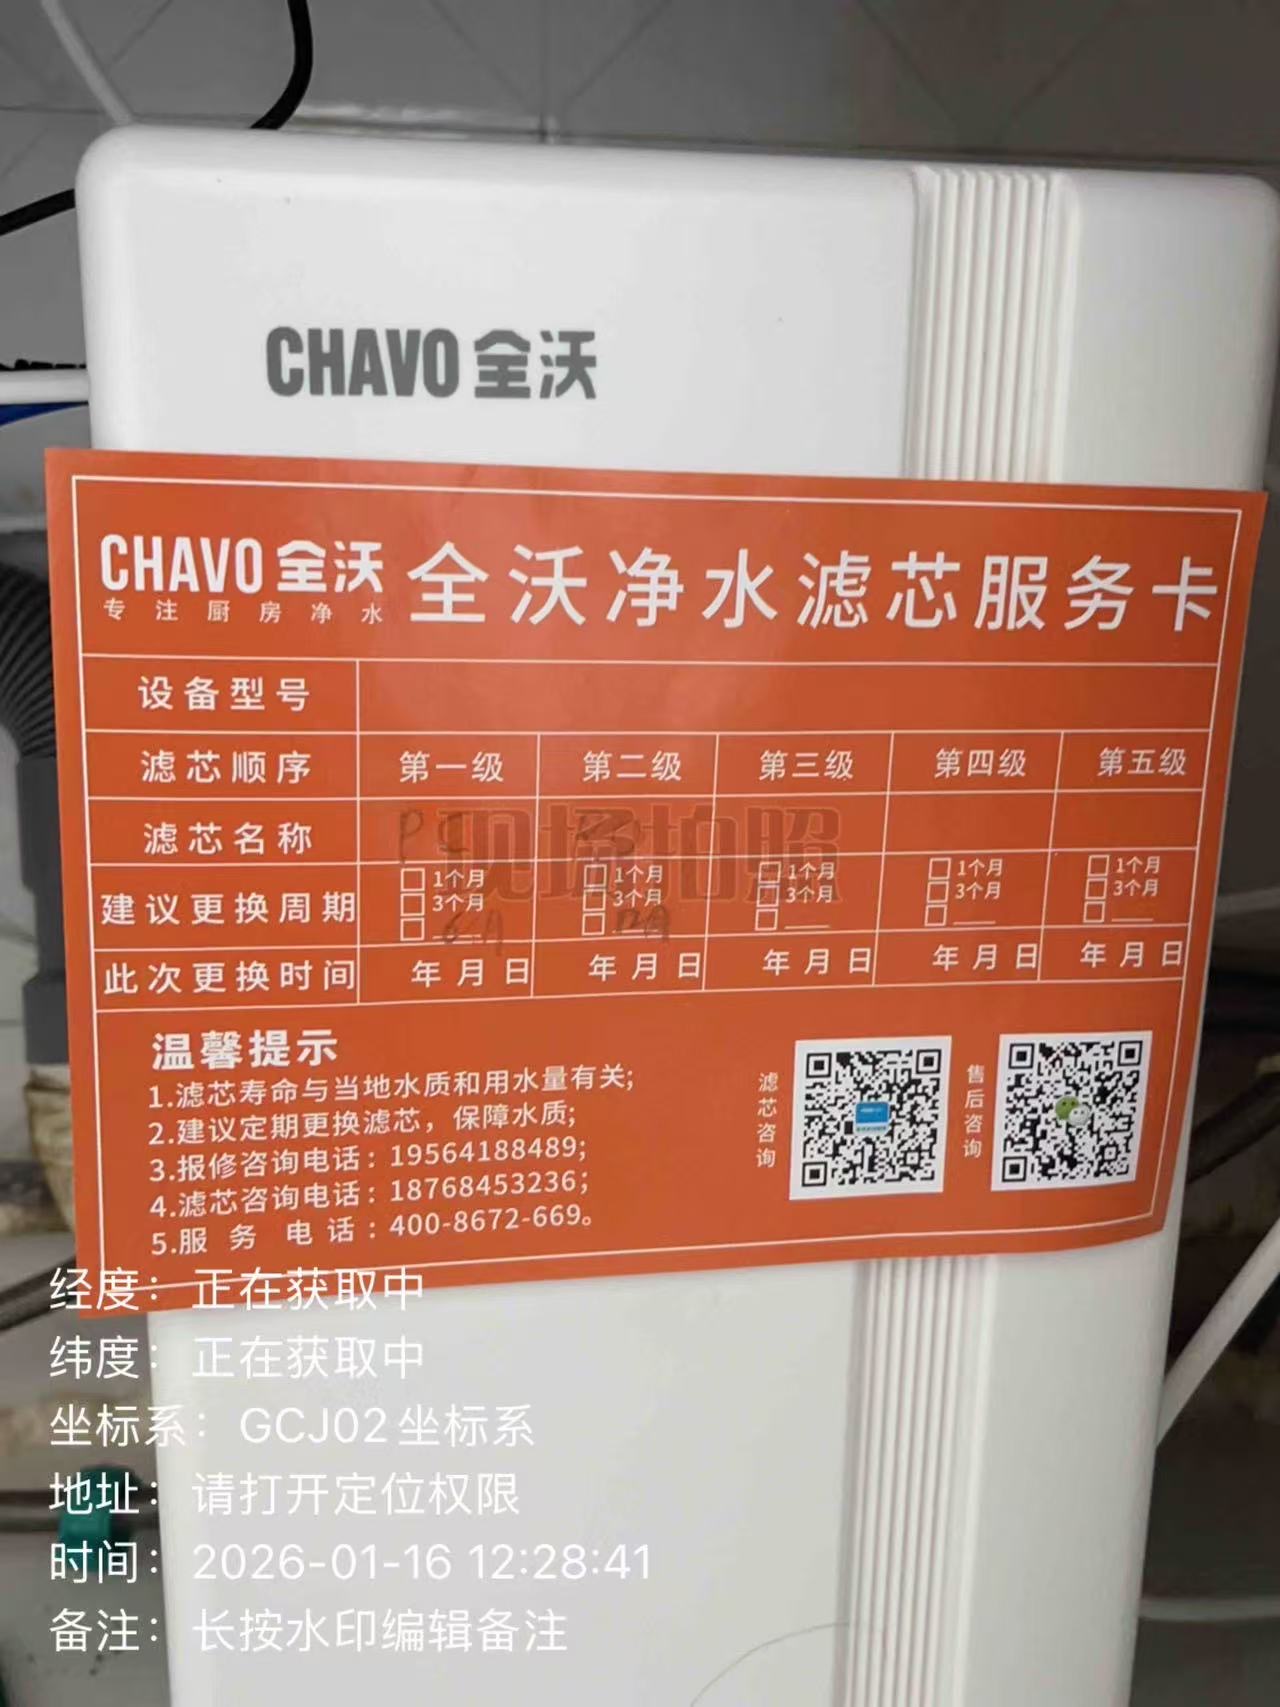 CHAVO 全沃
CHAVO 全沃 全沃净水滤芯服务卡
专注厨房净水
设备型号
滤芯顺序 第一级 第二级 第三级 第四级 第五级
滤芯名称
现场拍照
建议更换周期 □1个月 □1个月 □1个月 □1个月 □1个月
□3个月 □3个月 □3个月 □3个月 □3个月
□ □ □____ □____ □____
此次更换时间 年月日 年月日 年月日 年月日 年月日
温馨提示
1.滤芯寿命与当地水质和用水量有关;
2.建议定期更换滤芯，保障水质;
3.报修咨询电话：19564188489;
4.滤芯咨询电话：18768453236;
5.服务电话：400-8672-669。
滤芯咨询
售后咨询
经度：正在获取中
纬度：正在获取中
坐标系：GCJ02坐标系
地址：请打开定位权限
时间：2026-01-16 12:28:41
备注：长按水印编辑备注